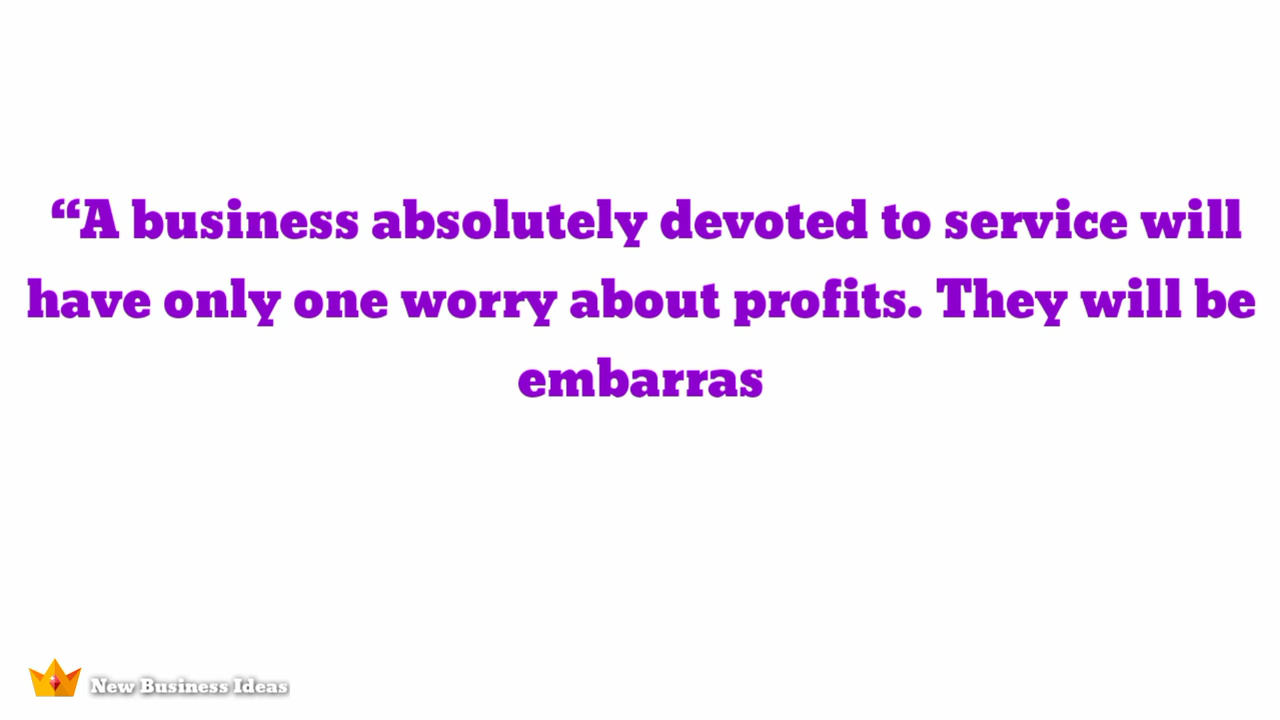 “A business absolutely devoted to service will
have only one worry about profits. They will be
embarras
New Business Ideas